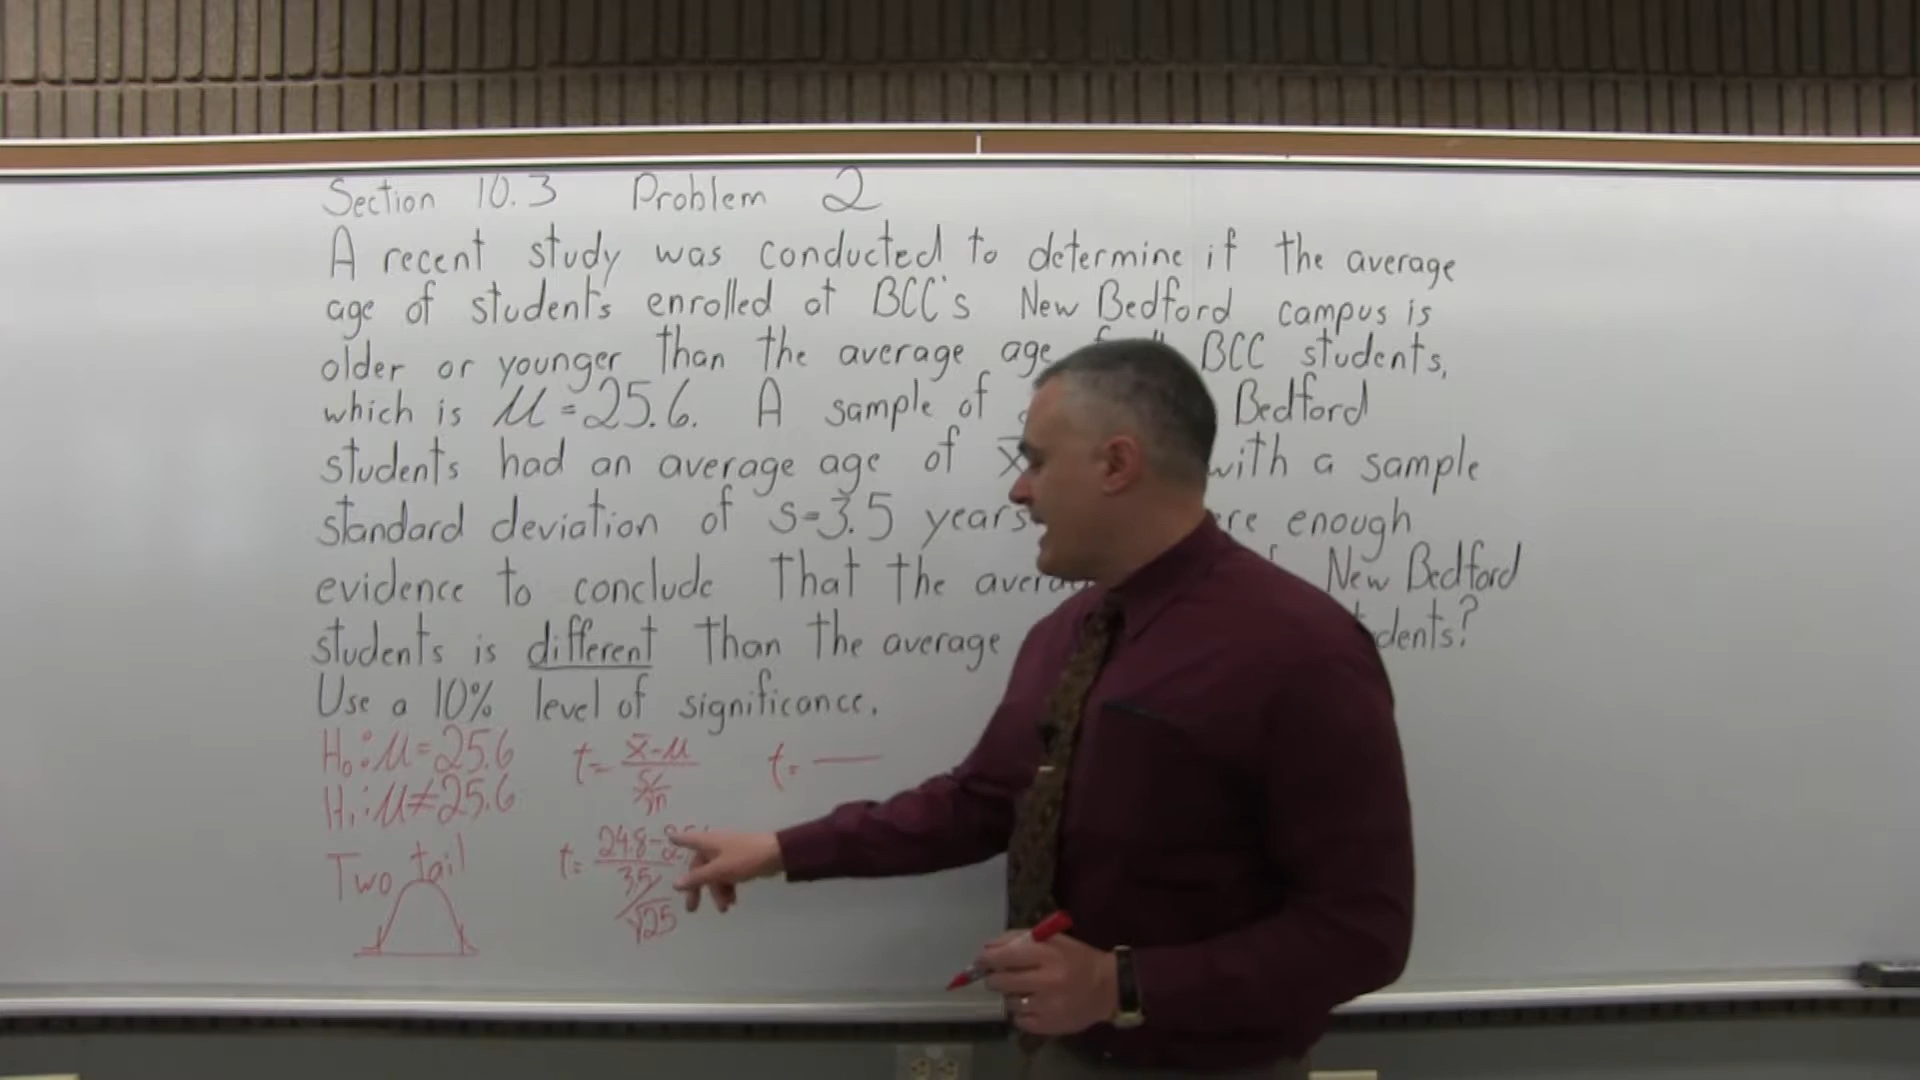 Section 10.3 Problem 2
A recent study was conducted to determine if the average
age of students enrolled at BCC's New Bedford campus is
older or younger than the average age BCC students,
which is μ=25.6. A sample of Bedford
students had an average age of x̄ with a sample
standard deviation of s=3.5 years enough
evidence to conclude that the New Bedford
students is different than the average
Use a 10% level of significance.
H₀: μ=25.6
H₁: μ≠25.6
Two tail
t= x̄-μ
s/√n
t= 24.8-
3.5/√25
t= —